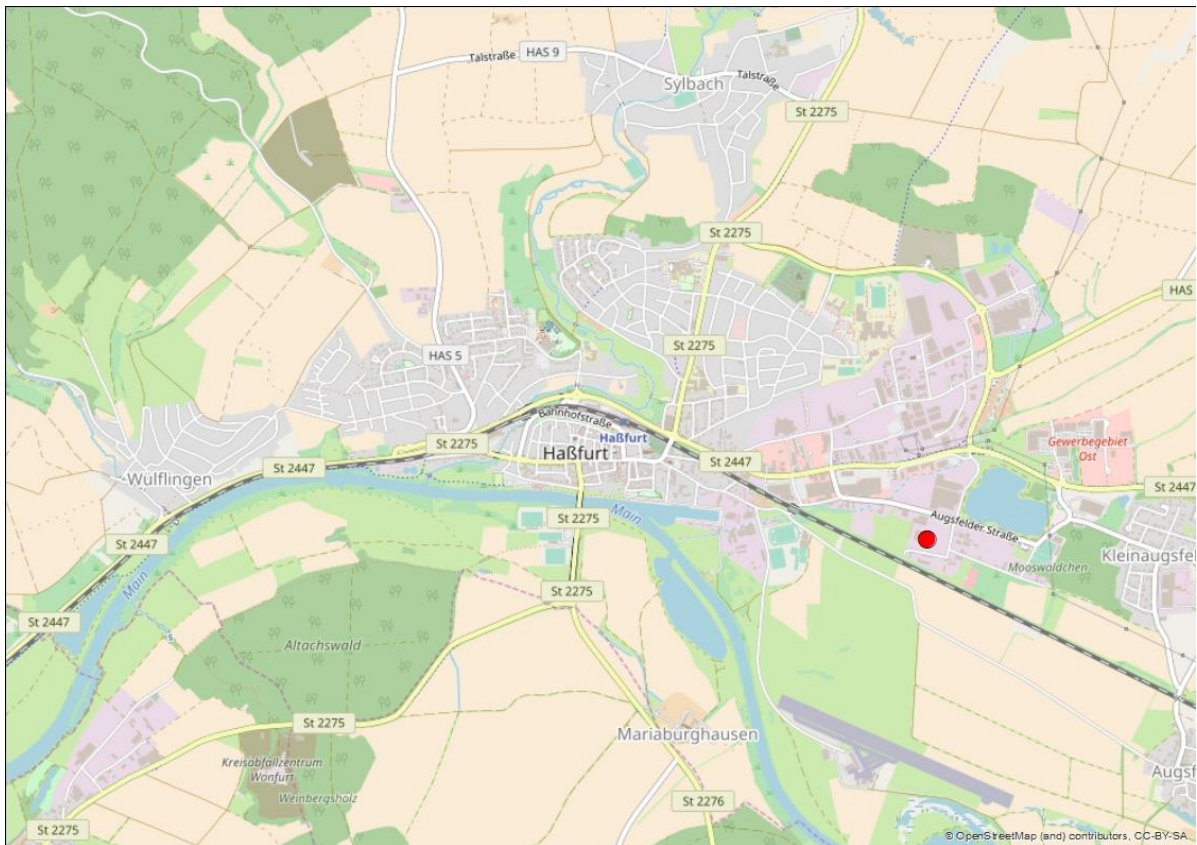 HAS 9
Talstraße
Sylbach
Talstraße
St 2275
St 2275
HAS
St 2275
HAS 5
Bahnhofstraße
Haßfurt
St 2275
Haßfurt
Gewerbegebiet
Ost
St 2447
St 2447
Wülflingen
St 2447
Main
St 2275
Augsfelder Straße
St 2447
Kleinaugsfel
Mooswäldchen
Main
St 2275
St 2447
Altachswald
St 2275
Mariaburghausen
Kreisabfallzentrum
Wonfurt
Augsf
Weinbergsholz
St 2276
St 2275
© OpenStreetMap (and) contributors, CC-BY-SA